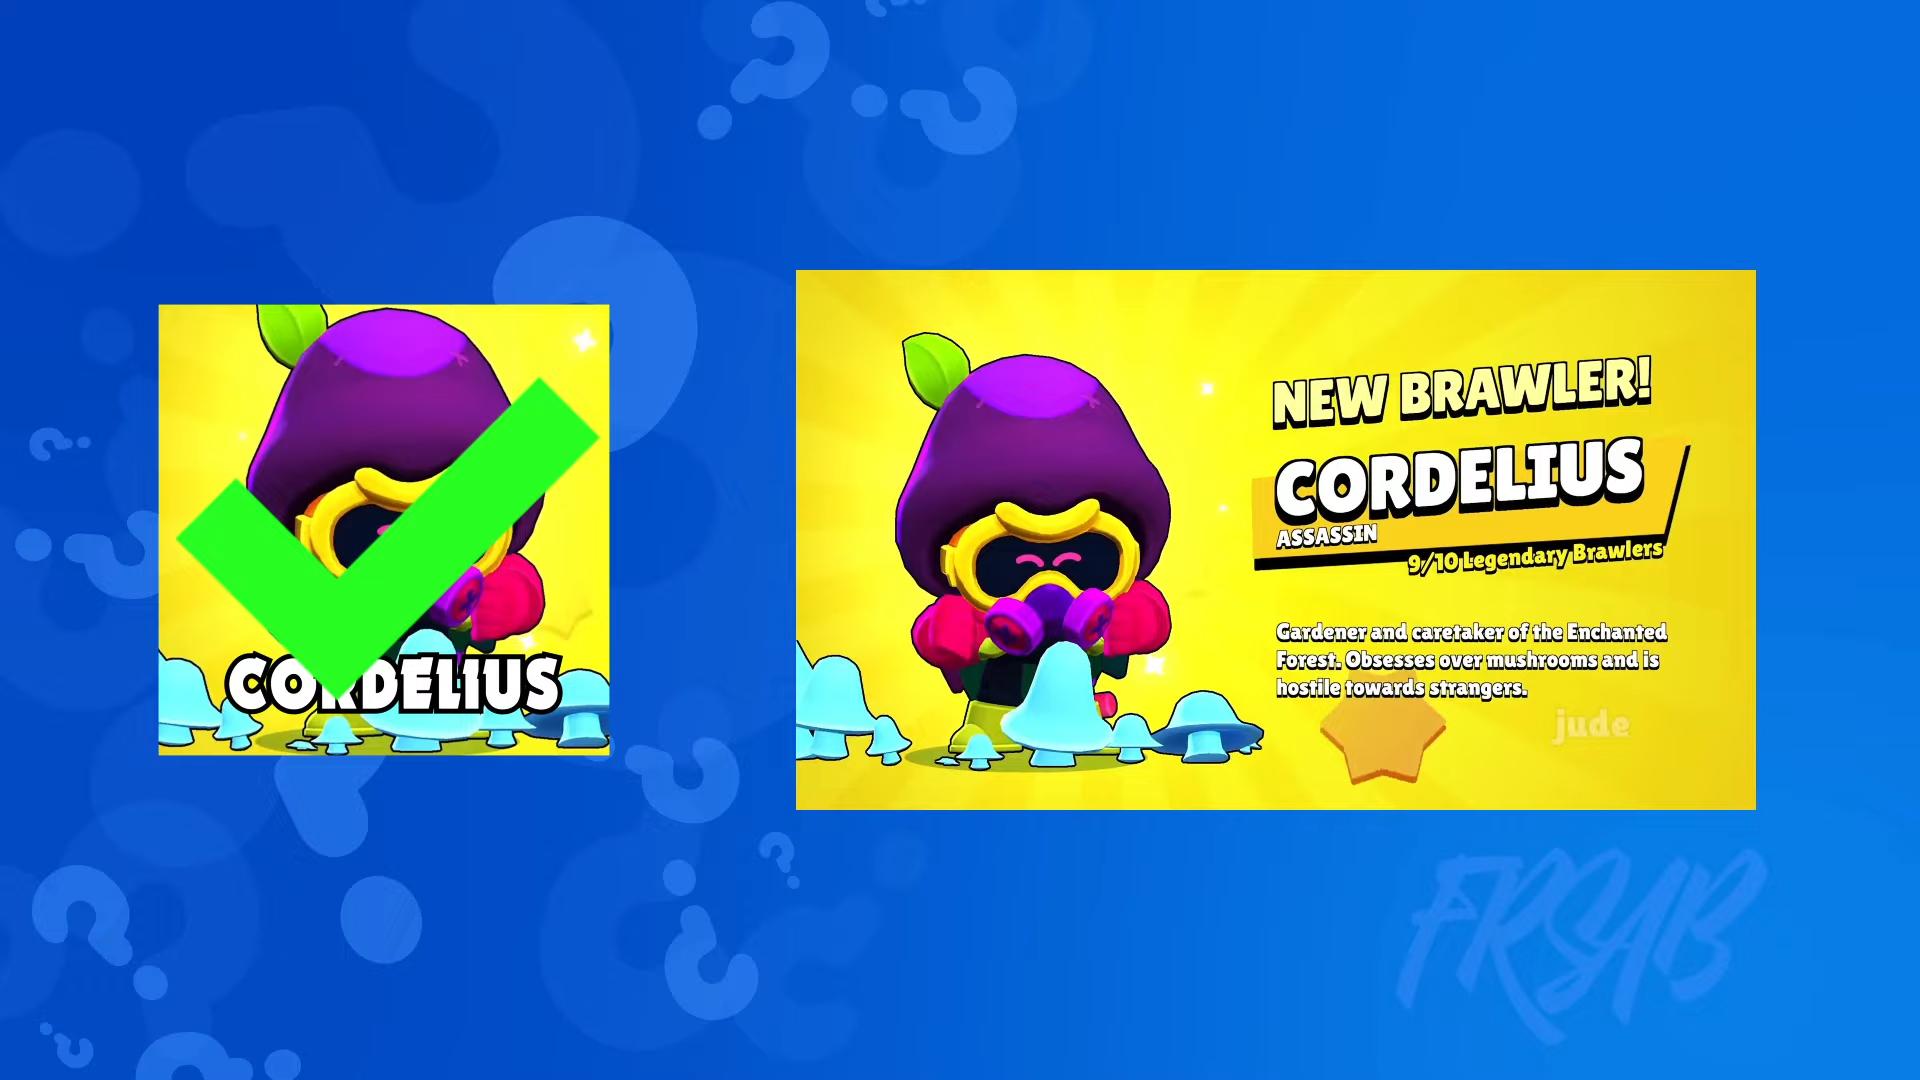 CORDELIUS
NEW BRAWLER!
CORDELIUS
ASSASSIN
9/10 Legendary Brawlers
Gardener and caretaker of the Enchanted
Forest. Obsesses over mushrooms and is
hostile towards strangers.
jude
FRSAB